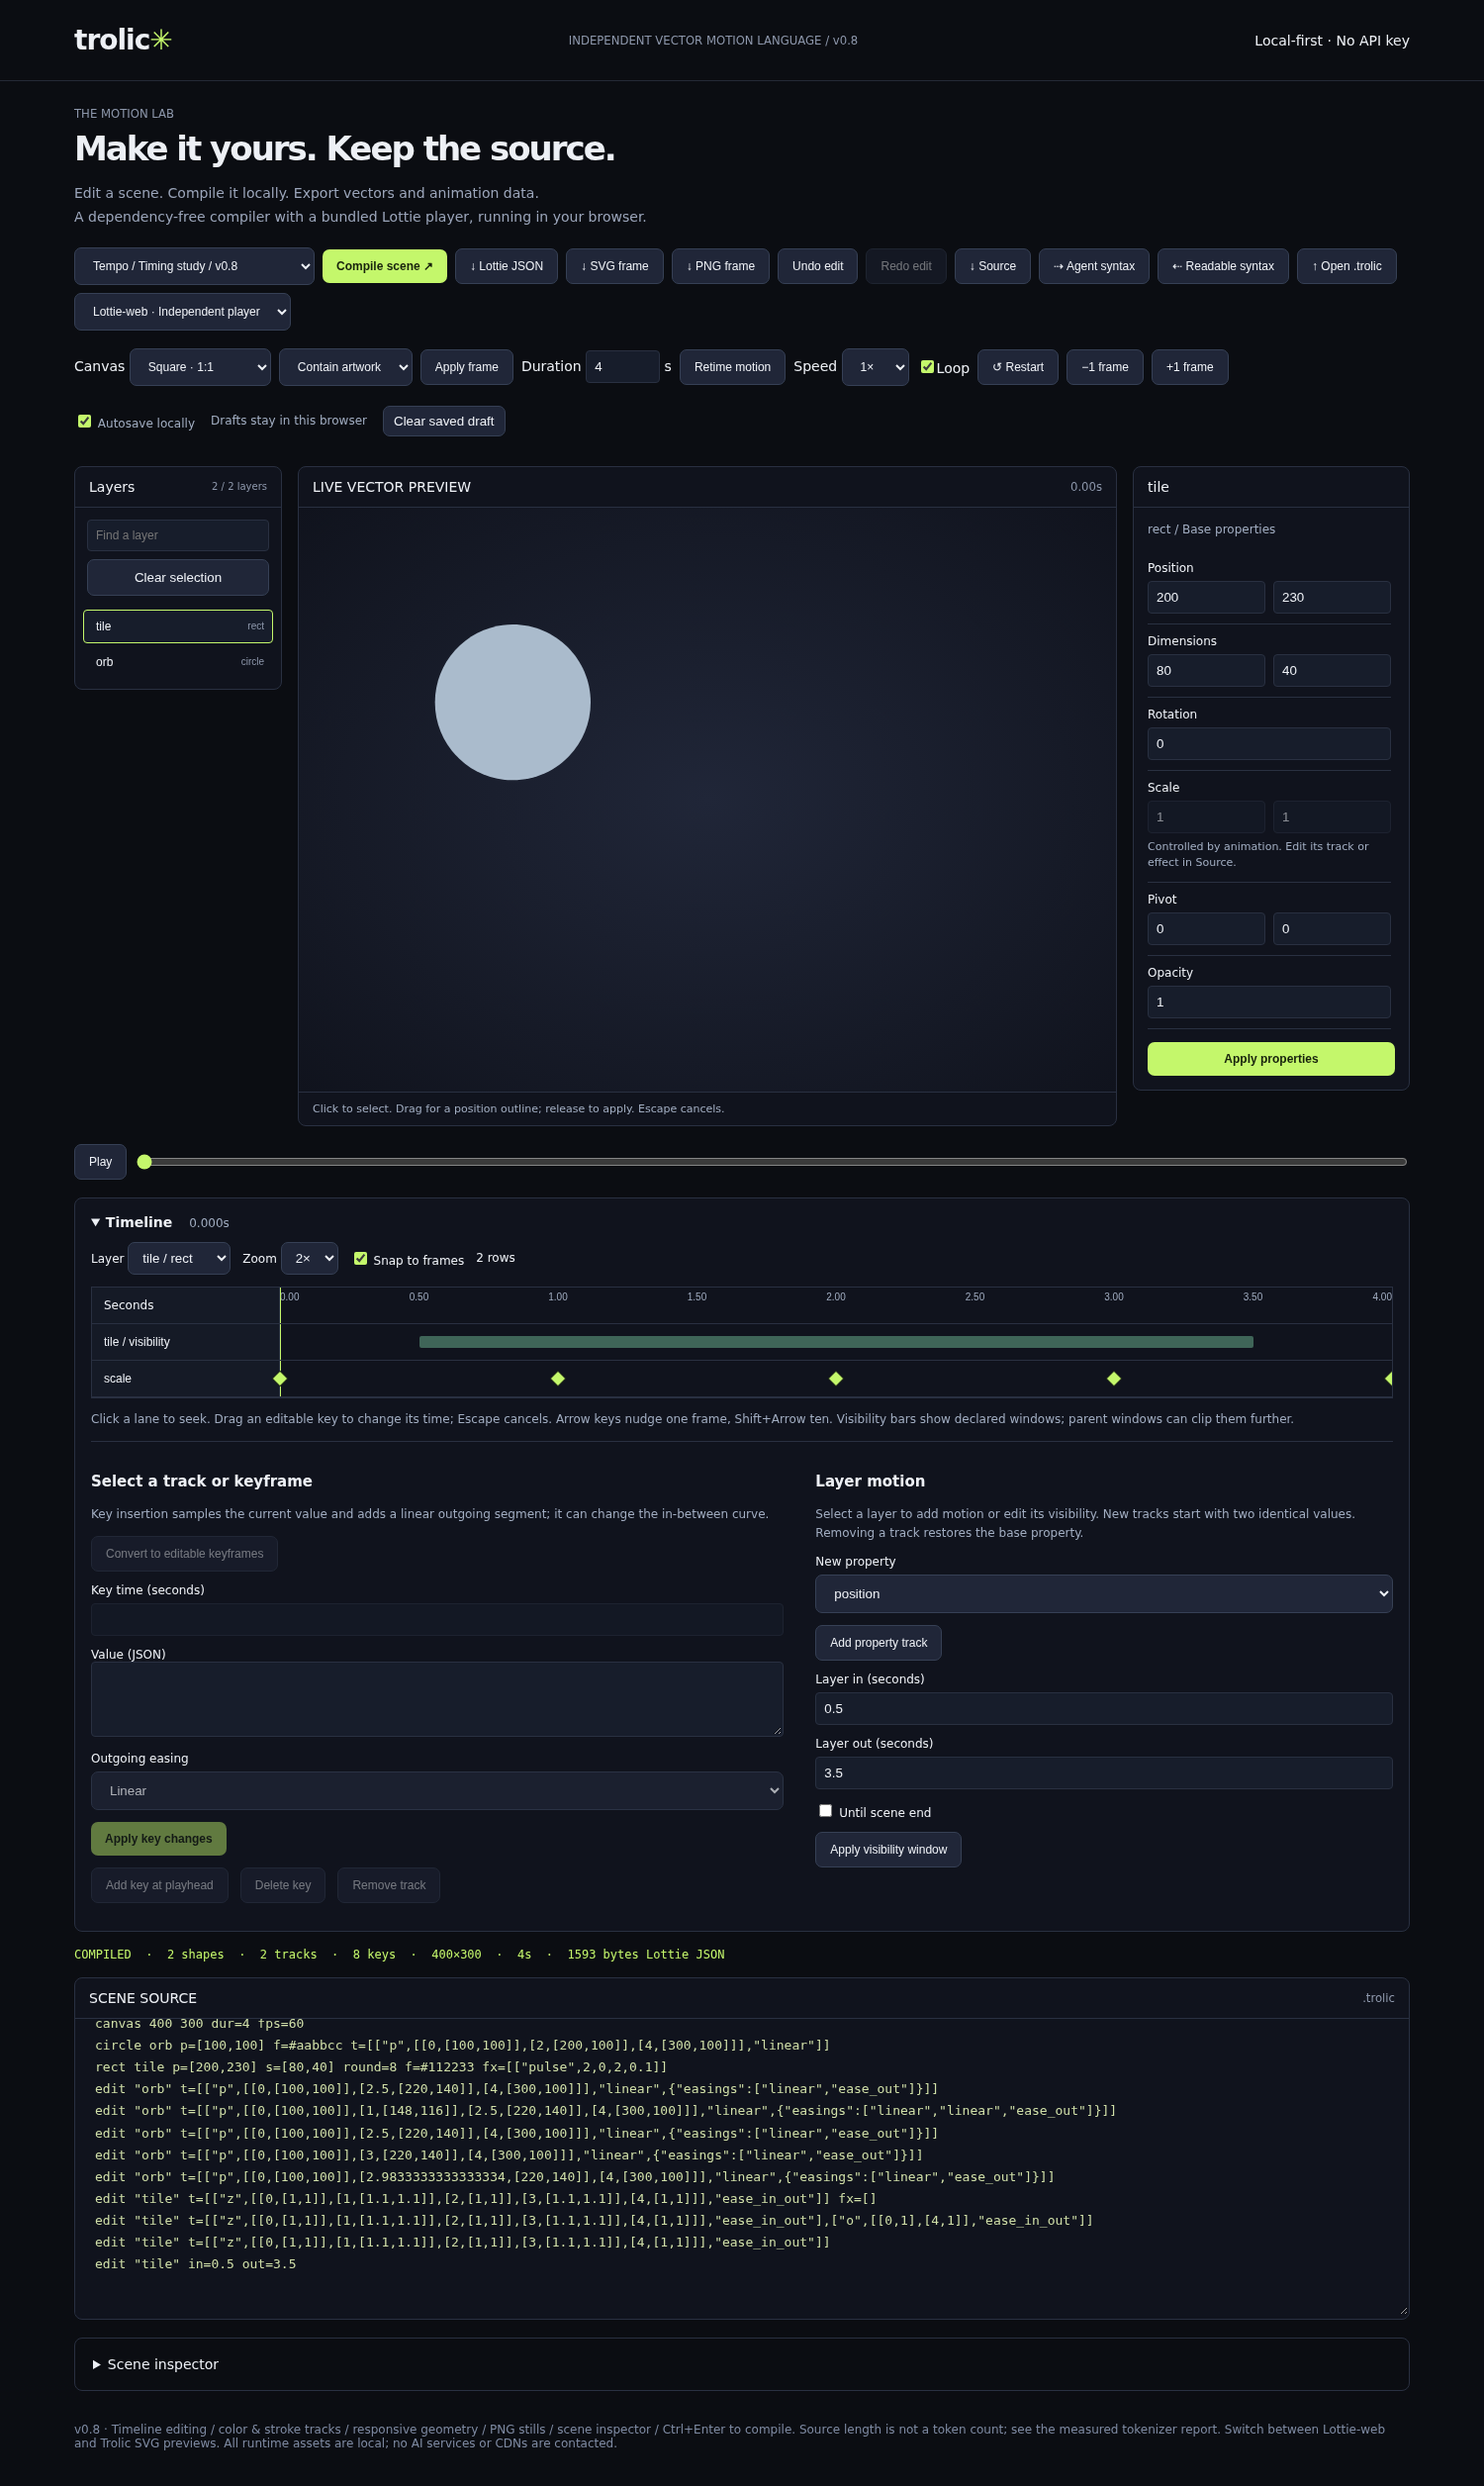 trolic✳
INDEPENDENT VECTOR MOTION LANGUAGE / v0.8
Local-first · No API key
THE MOTION LAB
Make it yours. Keep the source.
Edit a scene. Compile it locally. Export vectors and animation data.
A dependency-free compiler with a bundled Lottie player, running in your browser.
Tempo / Timing study / v0.8
Compile scene ↗
↓ Lottie JSON
↓ SVG frame
↓ PNG frame
Undo edit
Redo edit
↓ Source
⇢ Agent syntax
⇠ Readable syntax
↑ Open .trolic
Lottie-web · Independent player
Canvas
Square · 1:1
Contain artwork
Apply frame
Duration
4
s
Retime motion
Speed
1×
Loop
↺ Restart
−1 frame
+1 frame
Autosave locally
Drafts stay in this browser
Clear saved draft
Layers
2 / 2 layers
Find a layer
Clear selection
tile
rect
orb
circle
LIVE VECTOR PREVIEW
0.00s
Click to select. Drag for a position outline; release to apply. Escape cancels.
tile
rect / Base properties
Position
200
230
Dimensions
80
40
Rotation
0
Scale
1
1
Controlled by animation. Edit its track or
effect in Source.
Pivot
0
0
Opacity
1
Apply properties
Play
▼ Timeline
0.000s
Layer
tile / rect
Zoom
2×
Snap to frames
2 rows
Seconds
0.00
0.50
1.00
1.50
2.00
2.50
3.00
3.50
4.00
tile / visibility
scale
Click a lane to seek. Drag an editable key to change its time; Escape cancels. Arrow keys nudge one frame, Shift+Arrow ten. Visibility bars show declared windows; parent windows can clip them further.
Select a track or keyframe
Key insertion samples the current value and adds a linear outgoing segment; it can change the in-between curve.
Convert to editable keyframes
Key time (seconds)
Value (JSON)
Outgoing easing
Linear
Apply key changes
Add key at playhead
Delete key
Remove track
Layer motion
Select a layer to add motion or edit its visibility. New tracks start with two identical values.
Removing a track restores the base property.
New property
position
Add property track
Layer in (seconds)
0.5
Layer out (seconds)
3.5
Until scene end
Apply visibility window
COMPILED · 2 shapes · 2 tracks · 8 keys · 400×300 · 4s · 1593 bytes Lottie JSON
SCENE SOURCE
.trolic
canvas 400 300 dur=4 fps=60
circle orb p=[100,100] f=#aabbcc t=[["p",[[0,[100,100]],[2,[200,100]],[4,[300,100]]],"linear"]]
rect tile p=[200,230] s=[80,40] round=8 f=#112233 fx=[["pulse",2,0,2,0.1]]
edit "orb" t=[["p",[[0,[100,100]],[2.5,[220,140]],[4,[300,100]]],"linear",{"easings":["linear","ease_out"]}]]
edit "orb" t=[["p",[[0,[100,100]],[1,[148,116]],[2.5,[220,140]],[4,[300,100]]],"linear",{"easings":["linear","linear","ease_out"]}]]
edit "orb" t=[["p",[[0,[100,100]],[2.5,[220,140]],[4,[300,100]]],"linear",{"easings":["linear","ease_out"]}]]
edit "orb" t=[["p",[[0,[100,100]],[3,[220,140]],[4,[300,100]]],"linear",{"easings":["linear","ease_out"]}]]
edit "orb" t=[["p",[[0,[100,100]],[2.9833333333333334,[220,140]],[4,[300,100]]],"linear",{"easings":["linear","ease_out"]}]]
edit "tile" t=[["z",[[0,[1,1]],[1,[1.1,1.1]],[2,[1,1]],[3,[1.1,1.1]],[4,[1,1]]],"ease_in_out"]] fx=[]
edit "tile" t=[["z",[[0,[1,1]],[1,[1.1,1.1]],[2,[1,1]],[3,[1.1,1.1]],[4,[1,1]]],"ease_in_out"],["o",[[0,1],[4,1]],"ease_in_out"]]
edit "tile" t=[["z",[[0,[1,1]],[1,[1.1,1.1]],[2,[1,1]],[3,[1.1,1.1]],[4,[1,1]]],"ease_in_out"]]
edit "tile" in=0.5 out=3.5
▶ Scene inspector
v0.8 · Timeline editing / color & stroke tracks / responsive geometry / PNG stills / scene inspector / Ctrl+Enter to compile. Source length is not a token count; see the measured tokenizer report. Switch between Lottie-web
and Trolic SVG previews. All runtime assets are local; no AI services or CDNs are contacted.